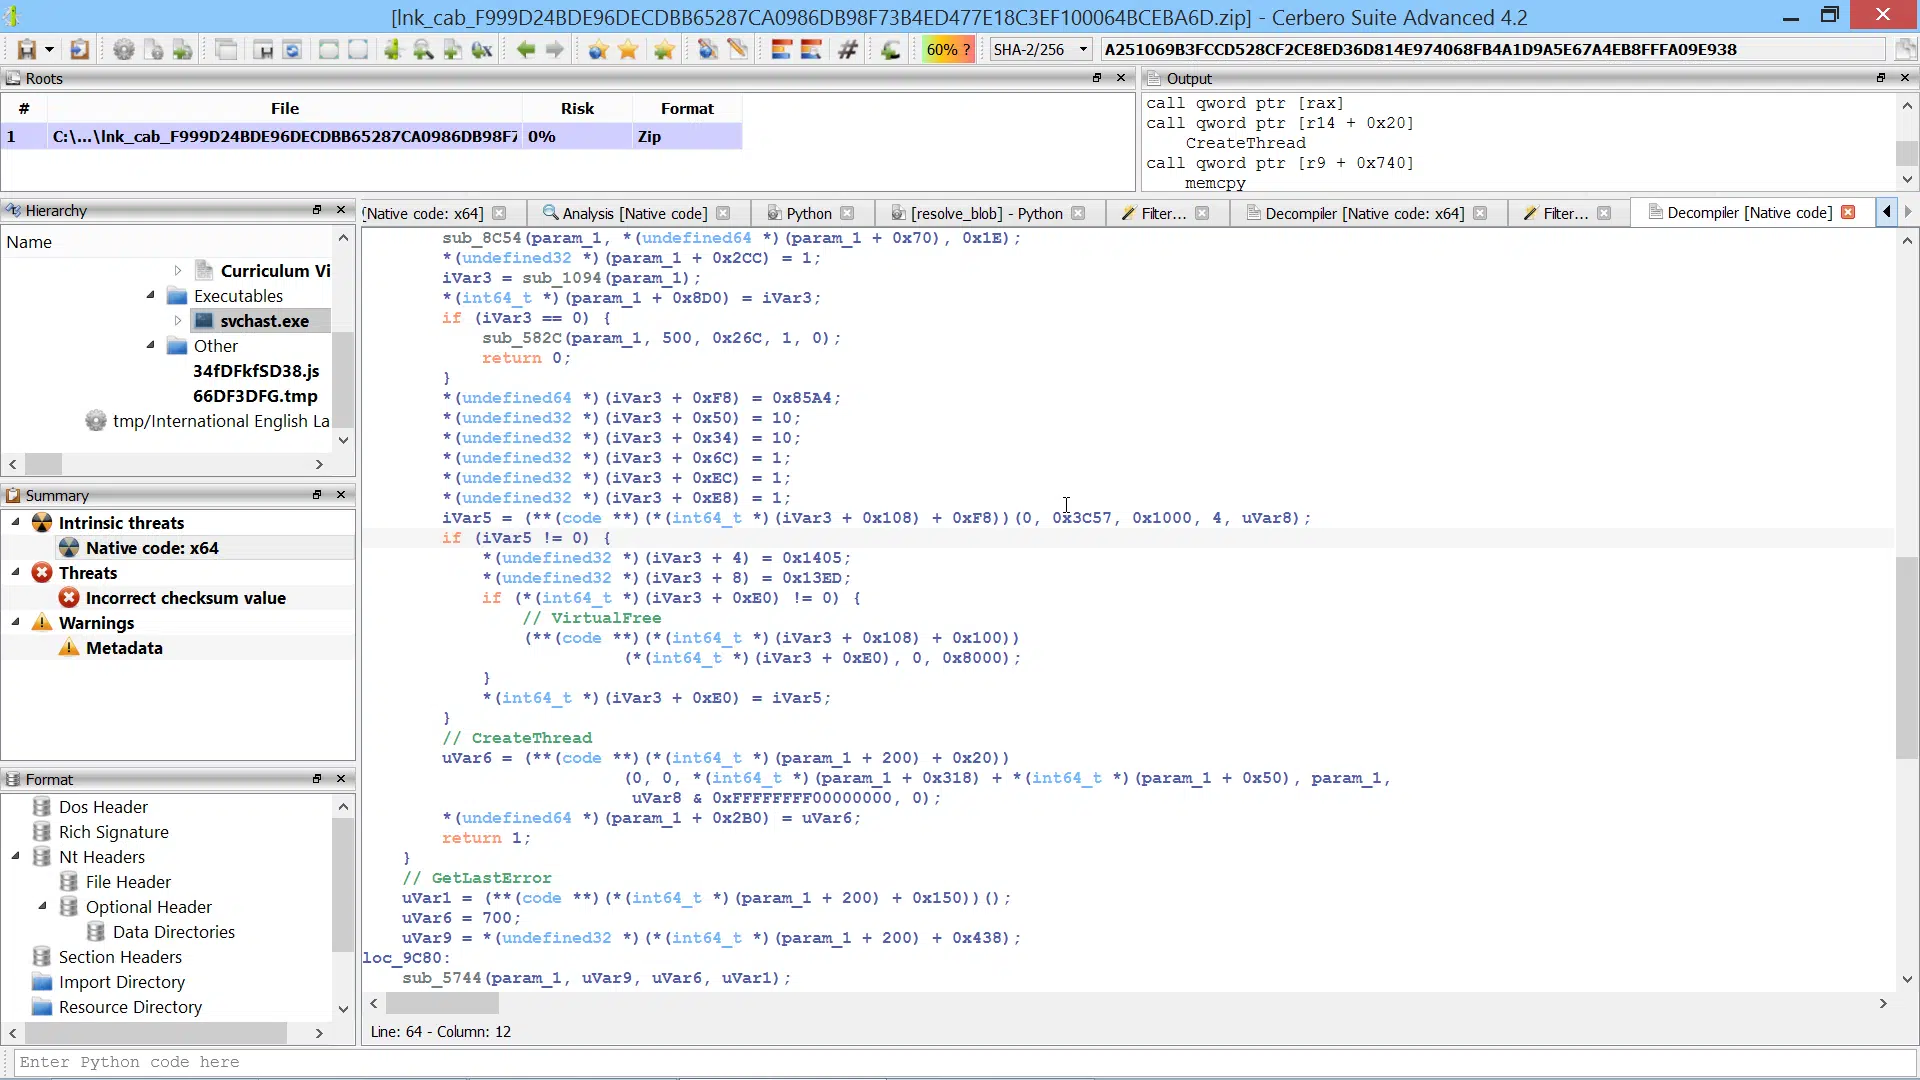 [lnk_cab_F999D24BDE96DECDBB65287CA0986DB98F73B4ED477E18C3EF100064BCEBA6D.zip] - Cerbero Suite Advanced 4.2
60% ?
SHA-2/256
A251069B3FCCD528CF2CE8ED36D814E974068FB4A1D9A5E67A4EB8FFFA09E938
Roots
# File Risk Format
1 C:\...\lnk_cab_F999D24BDE96DECDBB65287CA0986DB98F7 0% Zip
Output
call qword ptr [rax]
call qword ptr [r14 + 0x20]
CreateThread
call qword ptr [r9 + 0x740]
memcpy
Hierarchy
Name
Curriculum Vi
Executables
svchast.exe
Other
34fDFkfSD38.js
66DF3DFG.tmp
tmp/International English La
Summary
Intrinsic threats
Native code: x64
Threats
Incorrect checksum value
Warnings
Metadata
Format
Dos Header
Rich Signature
Nt Headers
File Header
Optional Header
Data Directories
Section Headers
Import Directory
Resource Directory
[Native code: x64]
Analysis [Native code]
Python
[resolve_blob] - Python
Filter...
Decompiler [Native code: x64]
Filter...
Decompiler [Native code]
sub_8C54(param_1, *(undefined64 *)(param_1 + 0x70), 0x1E);
*(undefined32 *)(param_1 + 0x2CC) = 1;
iVar3 = sub_1094(param_1);
*(int64_t *)(param_1 + 0x8D0) = iVar3;
if (iVar3 == 0) {
sub_582C(param_1, 500, 0x26C, 1, 0);
return 0;
}
*(undefined64 *)(iVar3 + 0xF8) = 0x85A4;
*(undefined32 *)(iVar3 + 0x50) = 10;
*(undefined32 *)(iVar3 + 0x34) = 10;
*(undefined32 *)(iVar3 + 0x6C) = 1;
*(undefined32 *)(iVar3 + 0xEC) = 1;
*(undefined32 *)(iVar3 + 0xE8) = 1;
iVar5 = (**(code **)(*(int64_t *)(iVar3 + 0x108) + 0xF8))(0, 0x3C57, 0x1000, 4, uVar8);
if (iVar5 != 0) {
*(undefined32 *)(iVar3 + 4) = 0x1405;
*(undefined32 *)(iVar3 + 8) = 0x13ED;
if (*(int64_t *)(iVar3 + 0xE0) != 0) {
// VirtualFree
(**(code **)(*(int64_t *)(iVar3 + 0x108) + 0x100))
(*(int64_t *)(iVar3 + 0xE0), 0, 0x8000);
}
*(int64_t *)(iVar3 + 0xE0) = iVar5;
}
// CreateThread
uVar6 = (**(code **)(*(int64_t *)(param_1 + 200) + 0x20))
(0, 0, *(int64_t *)(param_1 + 0x318) + *(int64_t *)(param_1 + 0x50), param_1,
uVar8 & 0xFFFFFFFF00000000, 0);
*(undefined64 *)(param_1 + 0x2B0) = uVar6;
return 1;
}
// GetLastError
uVar1 = (**(code **)(*(int64_t *)(param_1 + 200) + 0x150))();
uVar6 = 700;
uVar9 = *(undefined32 *)(*(int64_t *)(param_1 + 200) + 0x438);
loc_9C80:
sub_5744(param_1, uVar9, uVar6, uVar1);
Line: 64 - Column: 12
Enter Python code here